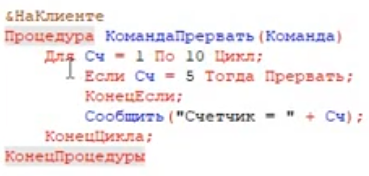 &НаКлиенте
Процедура КомандаПрервать(Команда)
Для Сч = 1 По 10 Цикл;
Если Сч = 5 Тогда Прервать;
КонецЕсли;
Сообщить("Счетчик = " + Сч);
КонецЦикла;
КонецПроцедуры